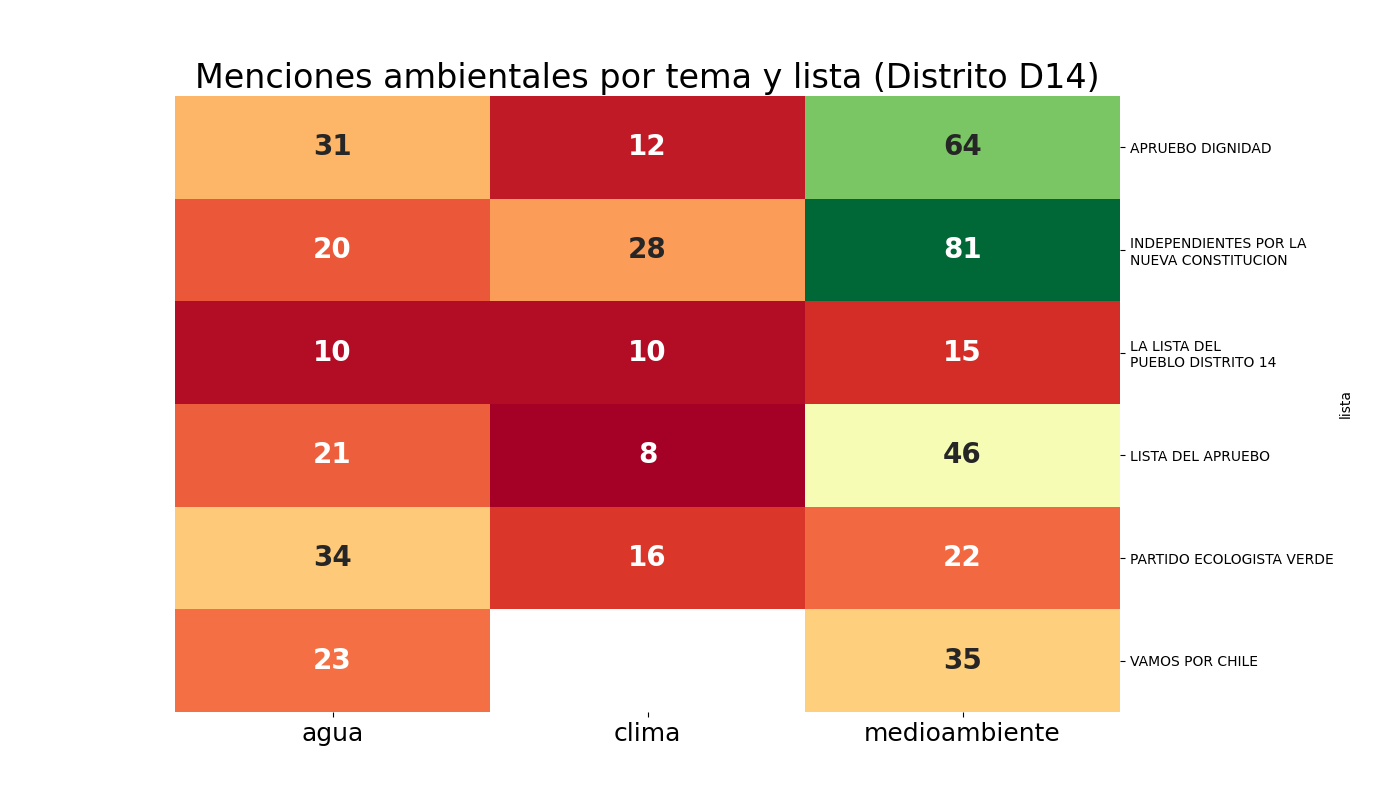 Menciones ambientales por tema y lista (Distrito D14)
31 12 64 APRUEBO DIGNIDAD
20 28 81 INDEPENDIENTES POR LA
NUEVA CONSTITUCION
10 10 15 LA LISTA DEL
PUEBLO DISTRITO 14
21 8 46 LISTA DEL APRUEBO
34 16 22 PARTIDO ECOLOGISTA VERDE
23 35 VAMOS POR CHILE
lista
agua clima medioambiente